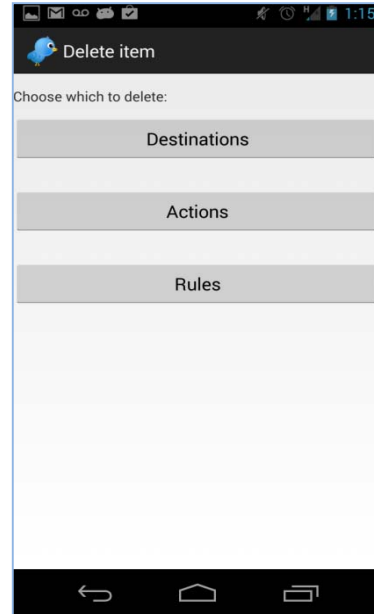 1:15
Delete item
Choose which to delete:
Destinations
Actions
Rules